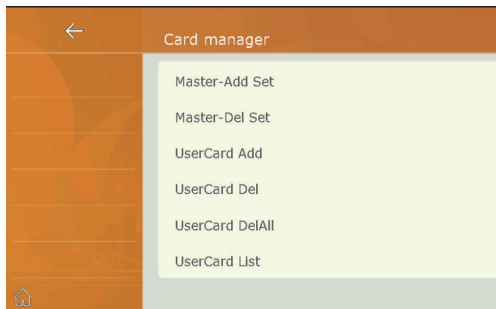 Card manager
Master-Add Set
Master-Del Set
UserCard Add
UserCard Del
UserCard DelAll
UserCard List